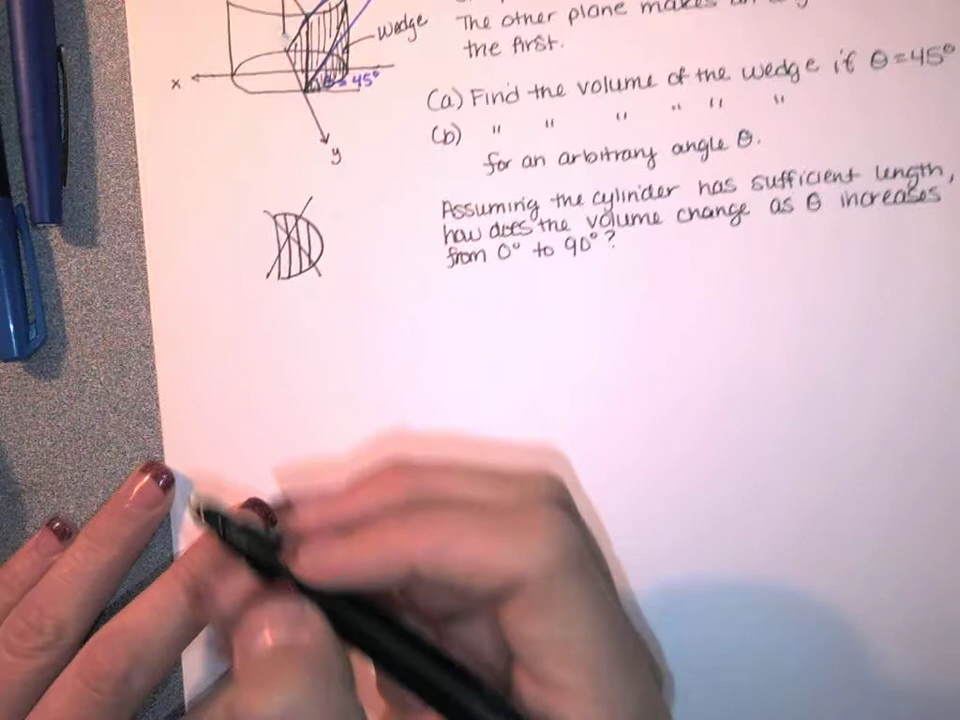 The other plane makes an
the first.
wedge
θ = 45°
x
y
(a) Find the volume of the wedge if θ = 45°
(b) " " " " " "
for an arbitrary angle θ.
Assuming the cylinder has sufficient length,
how does the volume change as θ increases
from 0° to 90°?